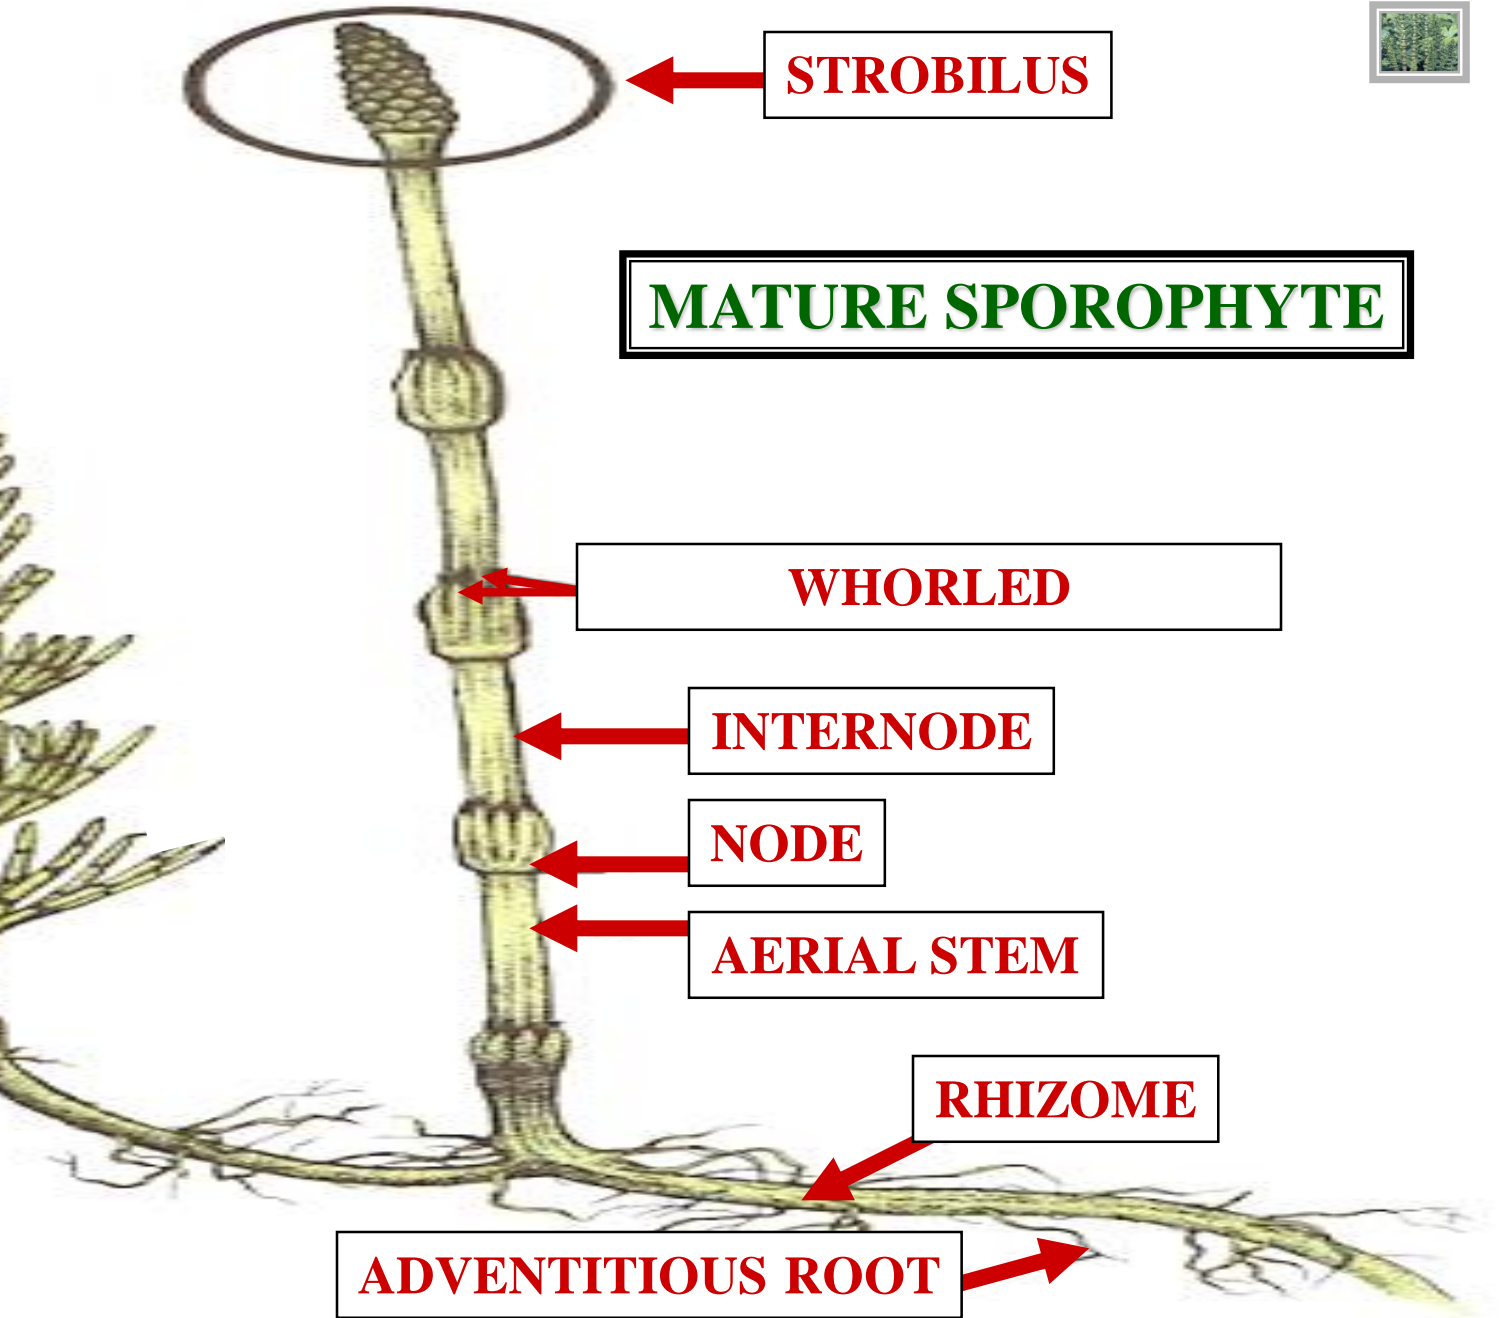 STROBILUS
MATURE SPOROPHYTE
WHORLED
INTERNODE
NODE
AERIAL STEM
RHIZOME
ADVENTITIOUS ROOT